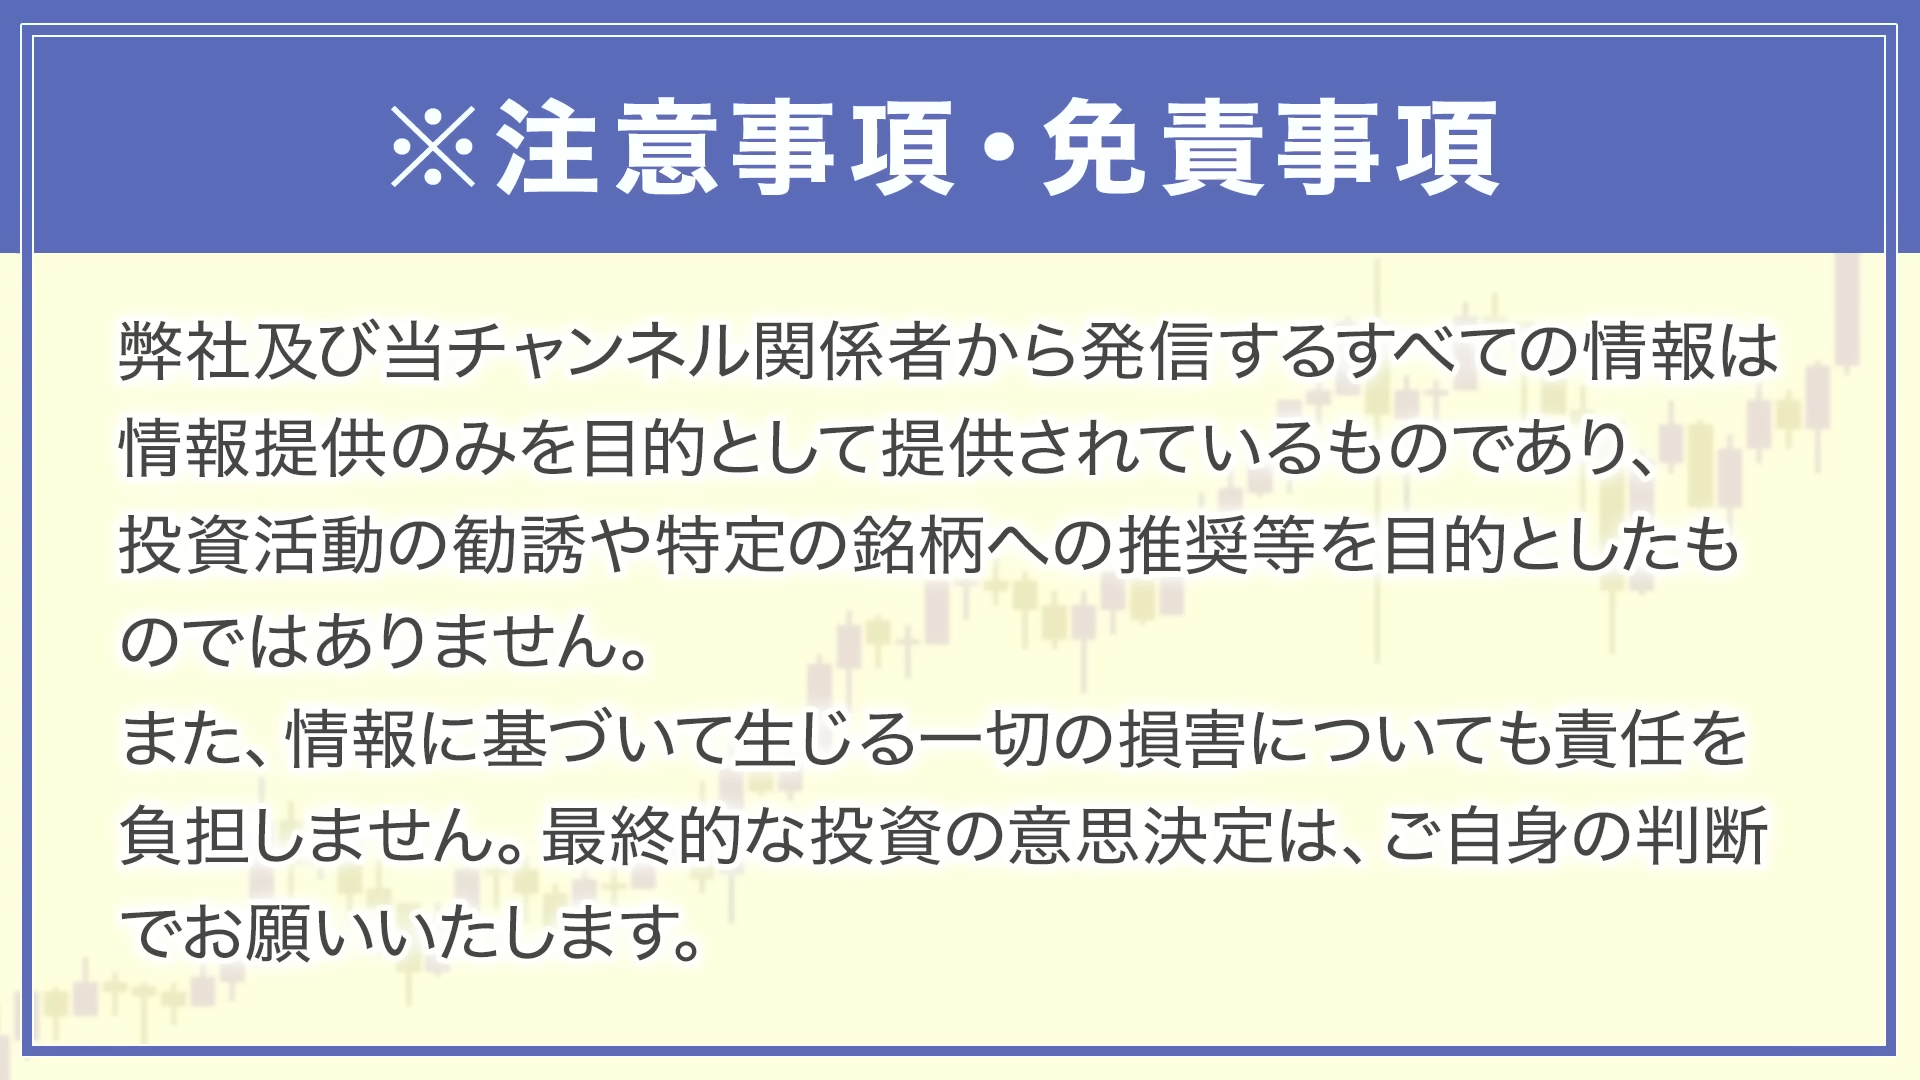 ※注意事項・免責事項
弊社及び当チャンネル関係者から発信するすべての情報は
情報提供のみを目的として提供されているものであり、
投資活動の勧誘や特定の銘柄への推奨等を目的としたも
のではありません。
また、情報に基づいて生じる一切の損害についても責任を
負担しません。最終的な投資の意思決定は、ご自身の判断
でお願いいたします。